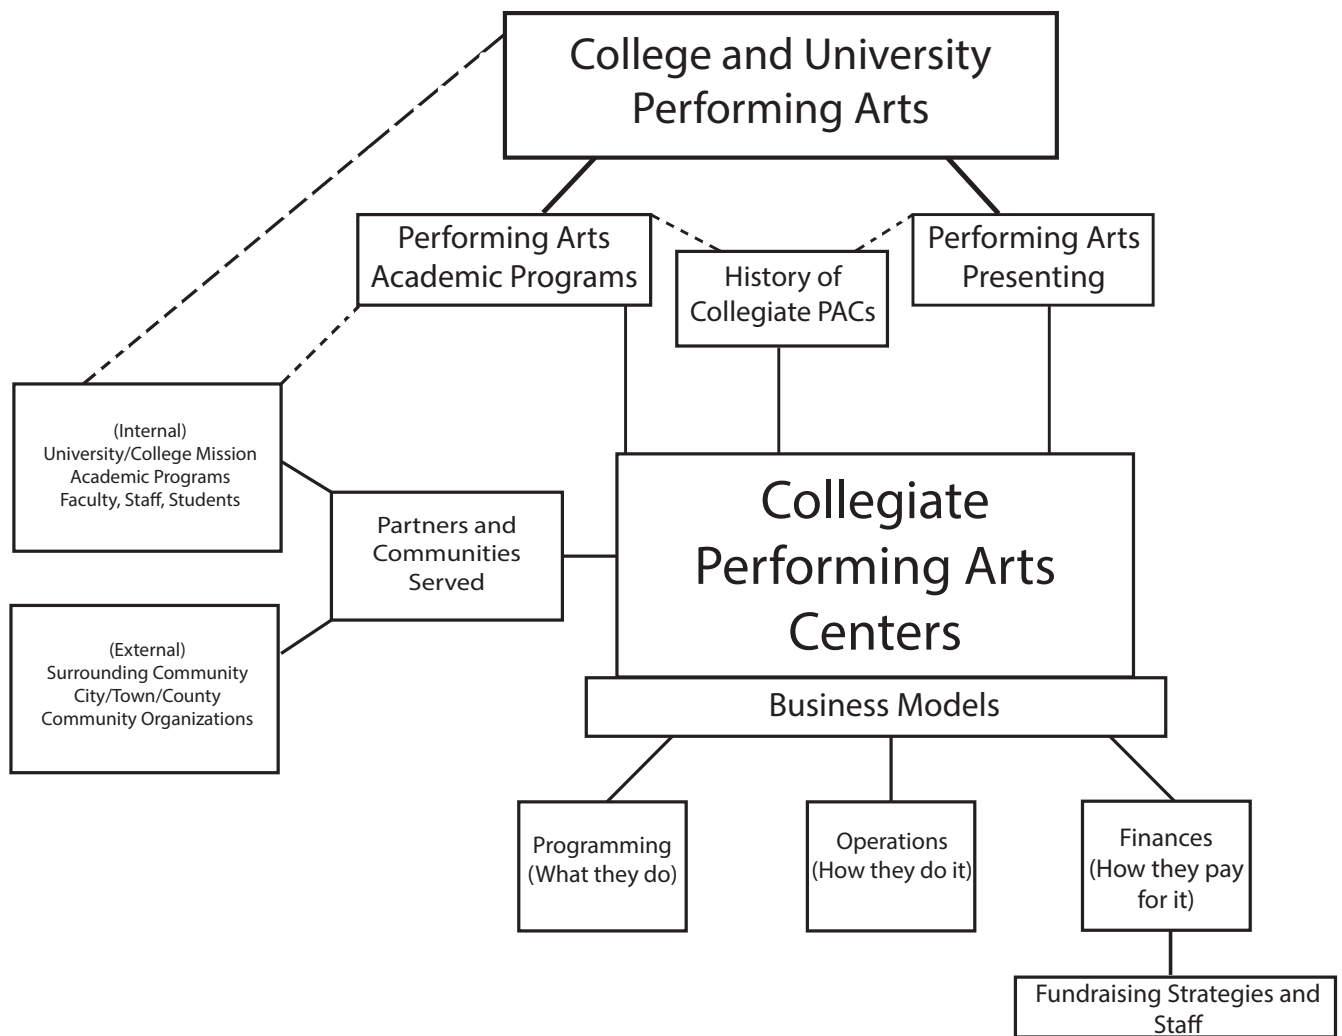 College and University
Performing Arts
Performing Arts
Academic Programs
History of
Collegiate PACs
Performing Arts
Presenting
(Internal)
University/College Mission
Academic Programs
Faculty, Staff, Students
Partners and
Communities
Served
Collegiate
Performing Arts
Centers
(External)
Surrounding Community
City/Town/County
Community Organizations
Business Models
Programming
(What they do)
Operations
(How they do it)
Finances
(How they pay
for it)
Fundraising Strategies and
Staff